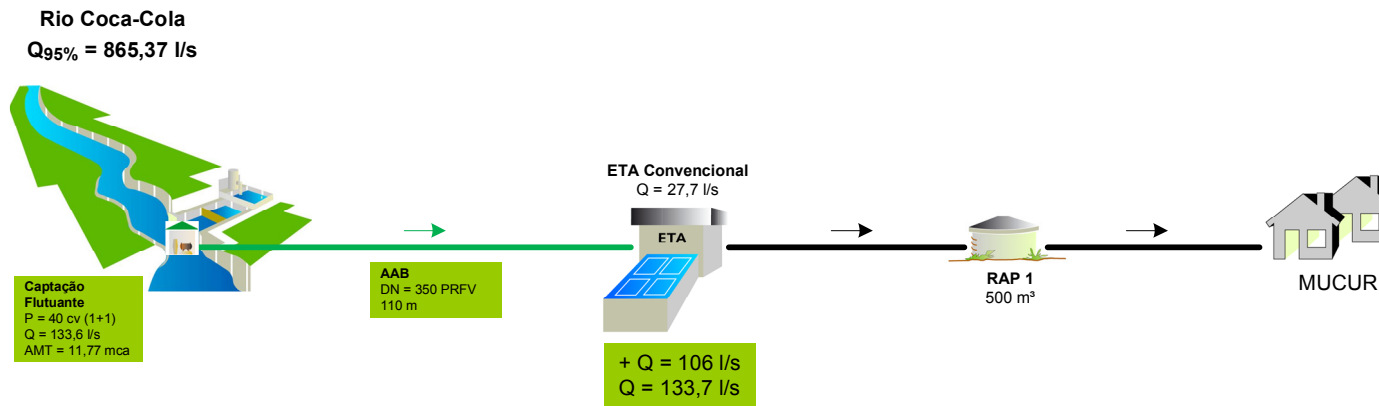 Rio Coca-Cola
Q95% = 865,37 l/s
ETA Convencional
Q = 27,7 l/s
ETA
Captação
Flutuante
P = 40 cv (1+1)
Q = 133,6 l/s
AMT = 11,77 mca
AAB
DN = 350 PRFV
110 m
RAP 1
500 m³
MUCUR
+ Q = 106 l/s
Q = 133,7 l/s